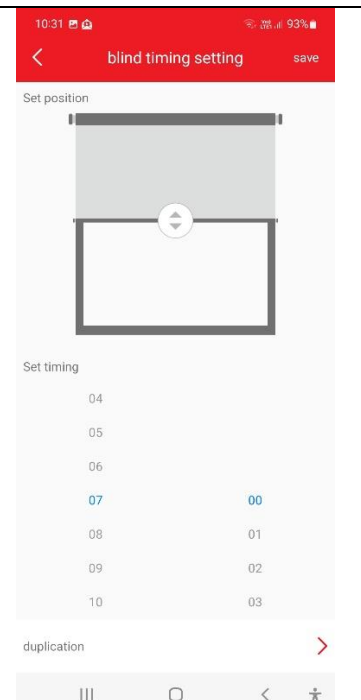 10:31 93%
blind timing setting save
Set position
Set timing
04
05
06
07 00
08 01
09 02
10 03
duplication